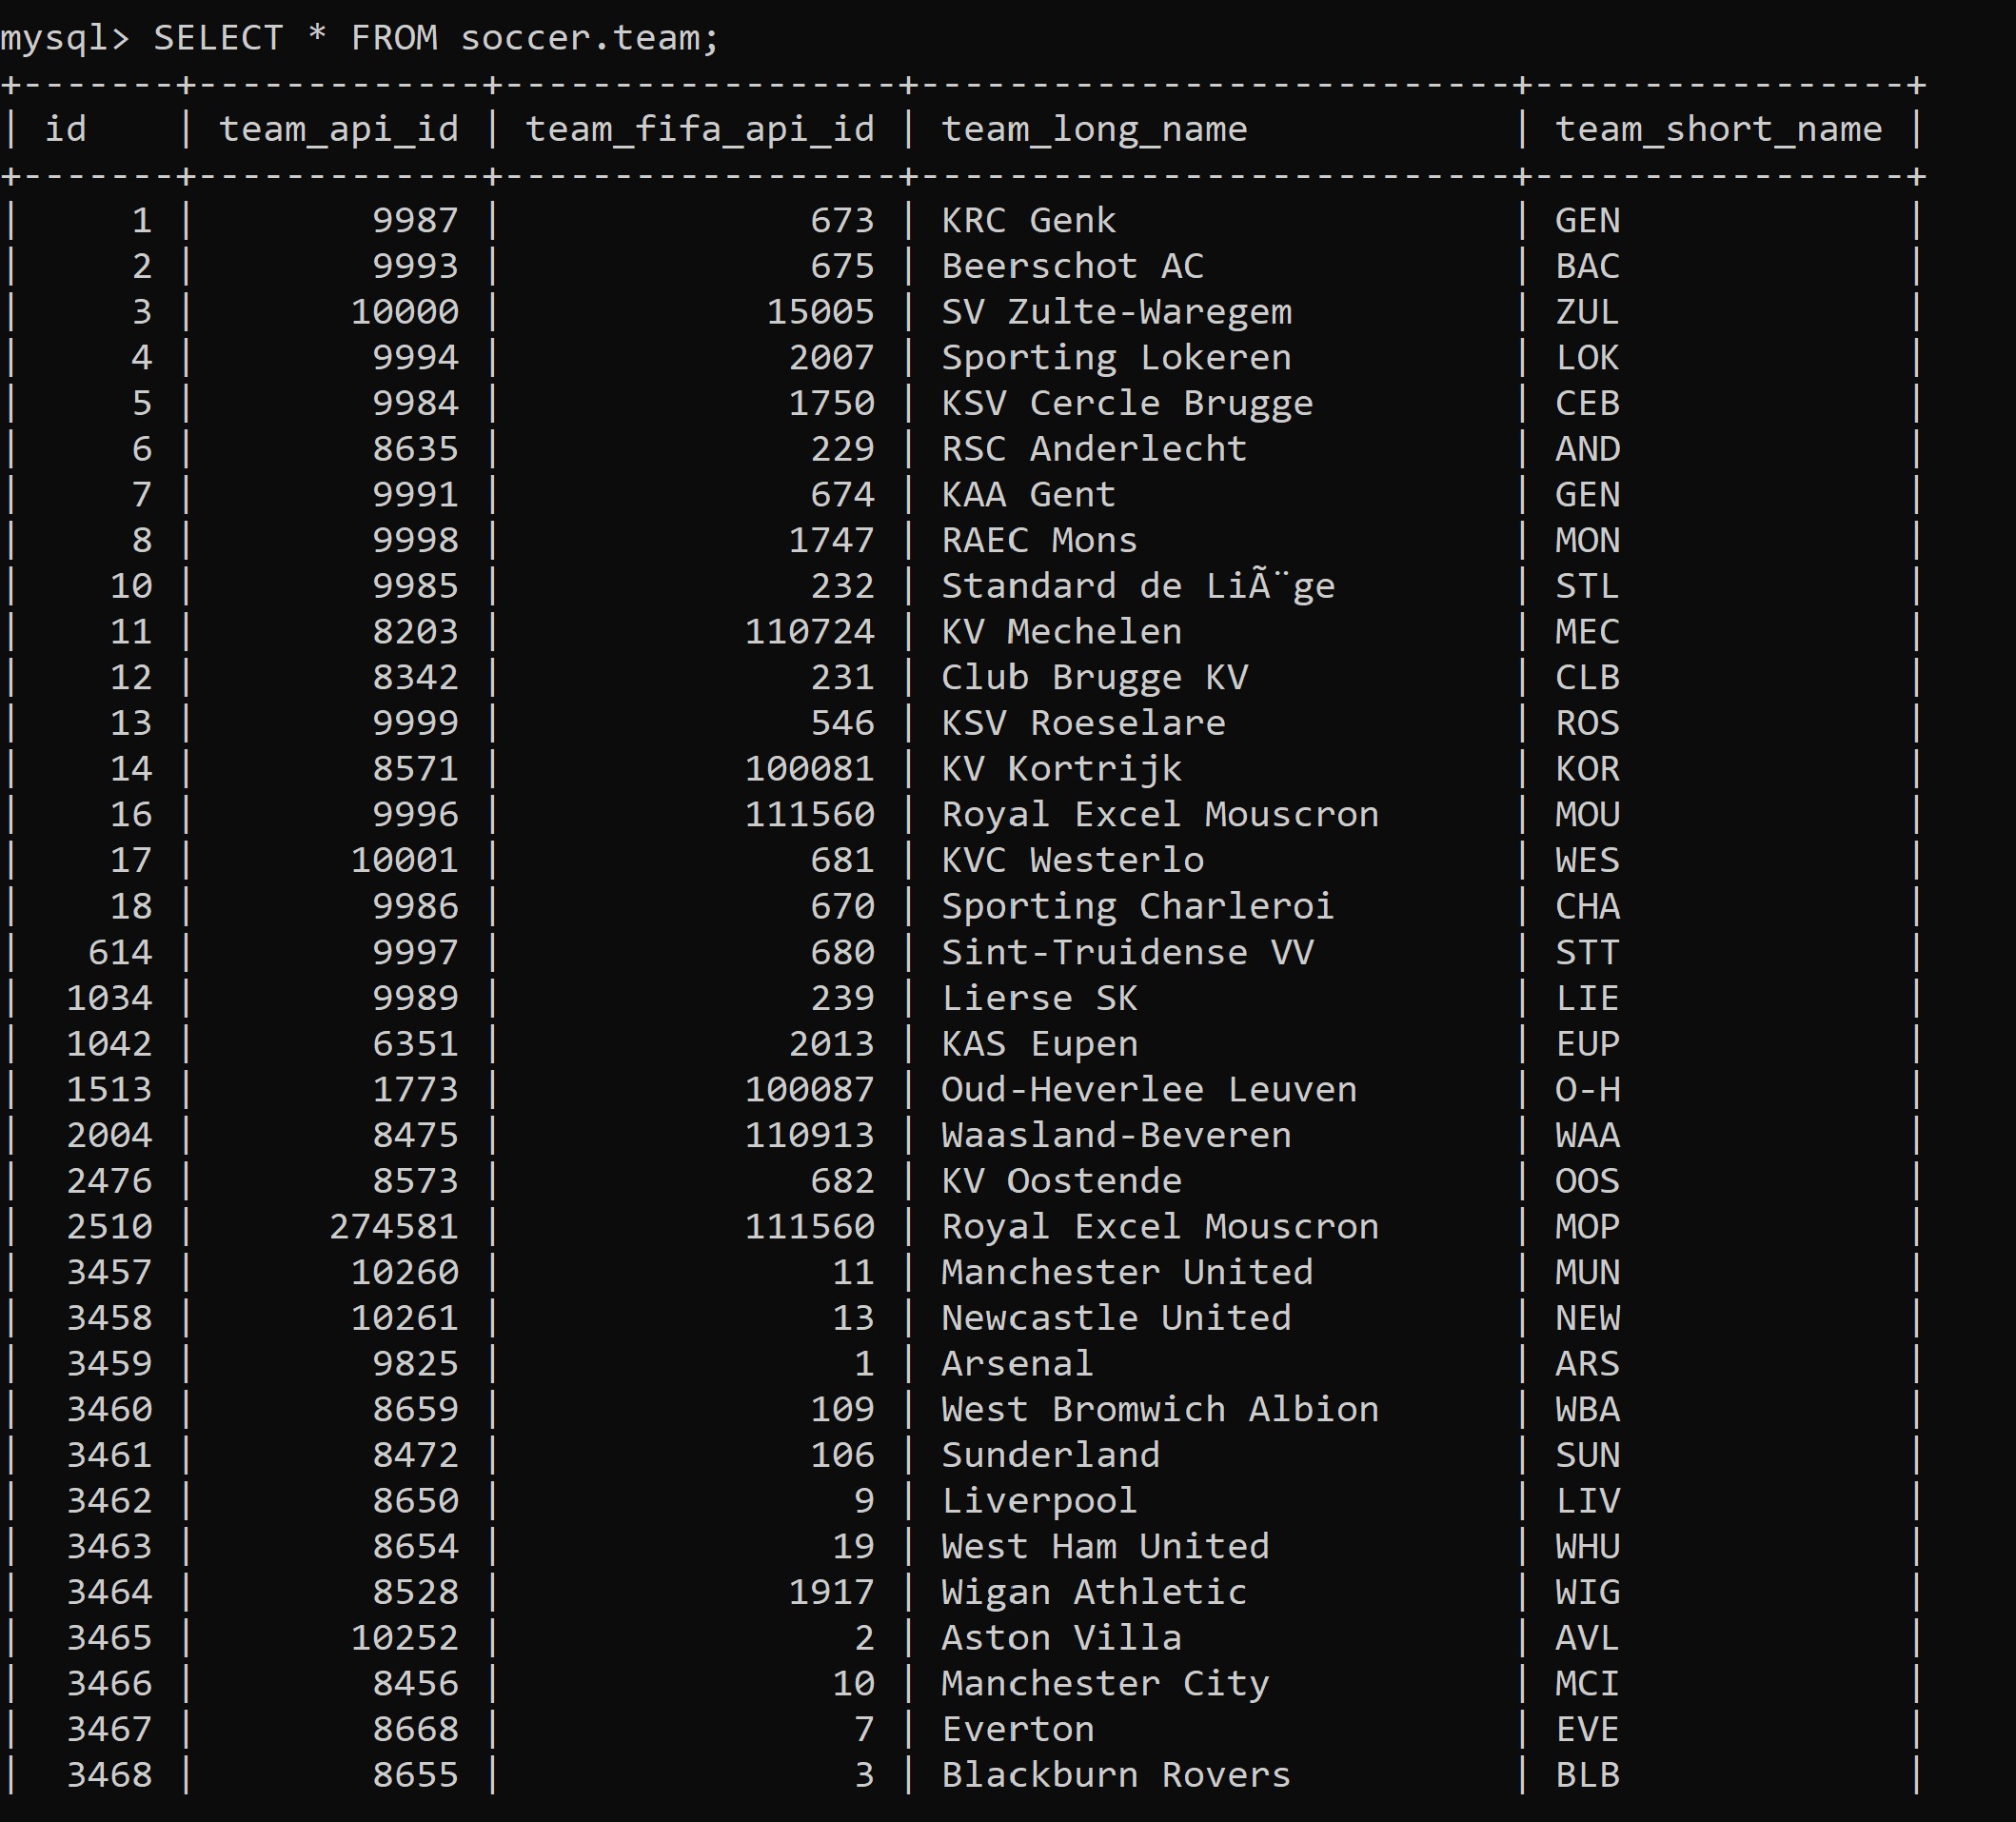 mysql> SELECT * FROM soccer.team;
+-------+-------------+------------------+---------------------------+-----------------+
| id    | team_api_id | team_fifa_api_id | team_long_name            | team_short_name |
+-------+-------------+------------------+---------------------------+-----------------+
|     1 |        9987 |              673 | KRC Genk                  | GEN             |
|     2 |        9993 |              675 | Beerschot AC              | BAC             |
|     3 |       10000 |            15005 | SV Zulte-Waregem          | ZUL             |
|     4 |        9994 |             2007 | Sporting Lokeren          | LOK             |
|     5 |        9984 |             1750 | KSV Cercle Brugge         | CEB             |
|     6 |        8635 |              229 | RSC Anderlecht            | AND             |
|     7 |        9991 |              674 | KAA Gent                  | GEN             |
|     8 |        9998 |             1747 | RAEC Mons                 | MON             |
|    10 |        9985 |              232 | Standard de LiÃ¨ge        | STL             |
|    11 |        8203 |           110724 | KV Mechelen               | MEC             |
|    12 |        8342 |              231 | Club Brugge KV            | CLB             |
|    13 |        9999 |              546 | KSV Roeselare             | ROS             |
|    14 |        8571 |           100081 | KV Kortrijk               | KOR             |
|    16 |        9996 |           111560 | Royal Excel Mouscron      | MOU             |
|    17 |       10001 |              681 | KVC Westerlo              | WES             |
|    18 |        9986 |              670 | Sporting Charleroi        | CHA             |
|   614 |        9997 |              680 | Sint-Truidense VV         | STT             |
|  1034 |        9989 |              239 | Lierse SK                 | LIE             |
|  1042 |        6351 |             2013 | KAS Eupen                 | EUP             |
|  1513 |        1773 |           100087 | Oud-Heverlee Leuven       | O-H             |
|  2004 |        8475 |           110913 | Waasland-Beveren          | WAA             |
|  2476 |        8573 |              682 | KV Oostende               | OOS             |
|  2510 |      274581 |           111560 | Royal Excel Mouscron      | MOP             |
|  3457 |       10260 |               11 | Manchester United         | MUN             |
|  3458 |       10261 |               13 | Newcastle United          | NEW             |
|  3459 |        9825 |                1 | Arsenal                   | ARS             |
|  3460 |        8659 |              109 | West Bromwich Albion      | WBA             |
|  3461 |        8472 |              106 | Sunderland                | SUN             |
|  3462 |        8650 |                9 | Liverpool                 | LIV             |
|  3463 |        8654 |               19 | West Ham United           | WHU             |
|  3464 |        8528 |             1917 | Wigan Athletic            | WIG             |
|  3465 |       10252 |                2 | Aston Villa               | AVL             |
|  3466 |        8456 |               10 | Manchester City           | MCI             |
|  3467 |        8668 |                7 | Everton                   | EVE             |
|  3468 |        8655 |                3 | Blackburn Rovers          | BLB             |